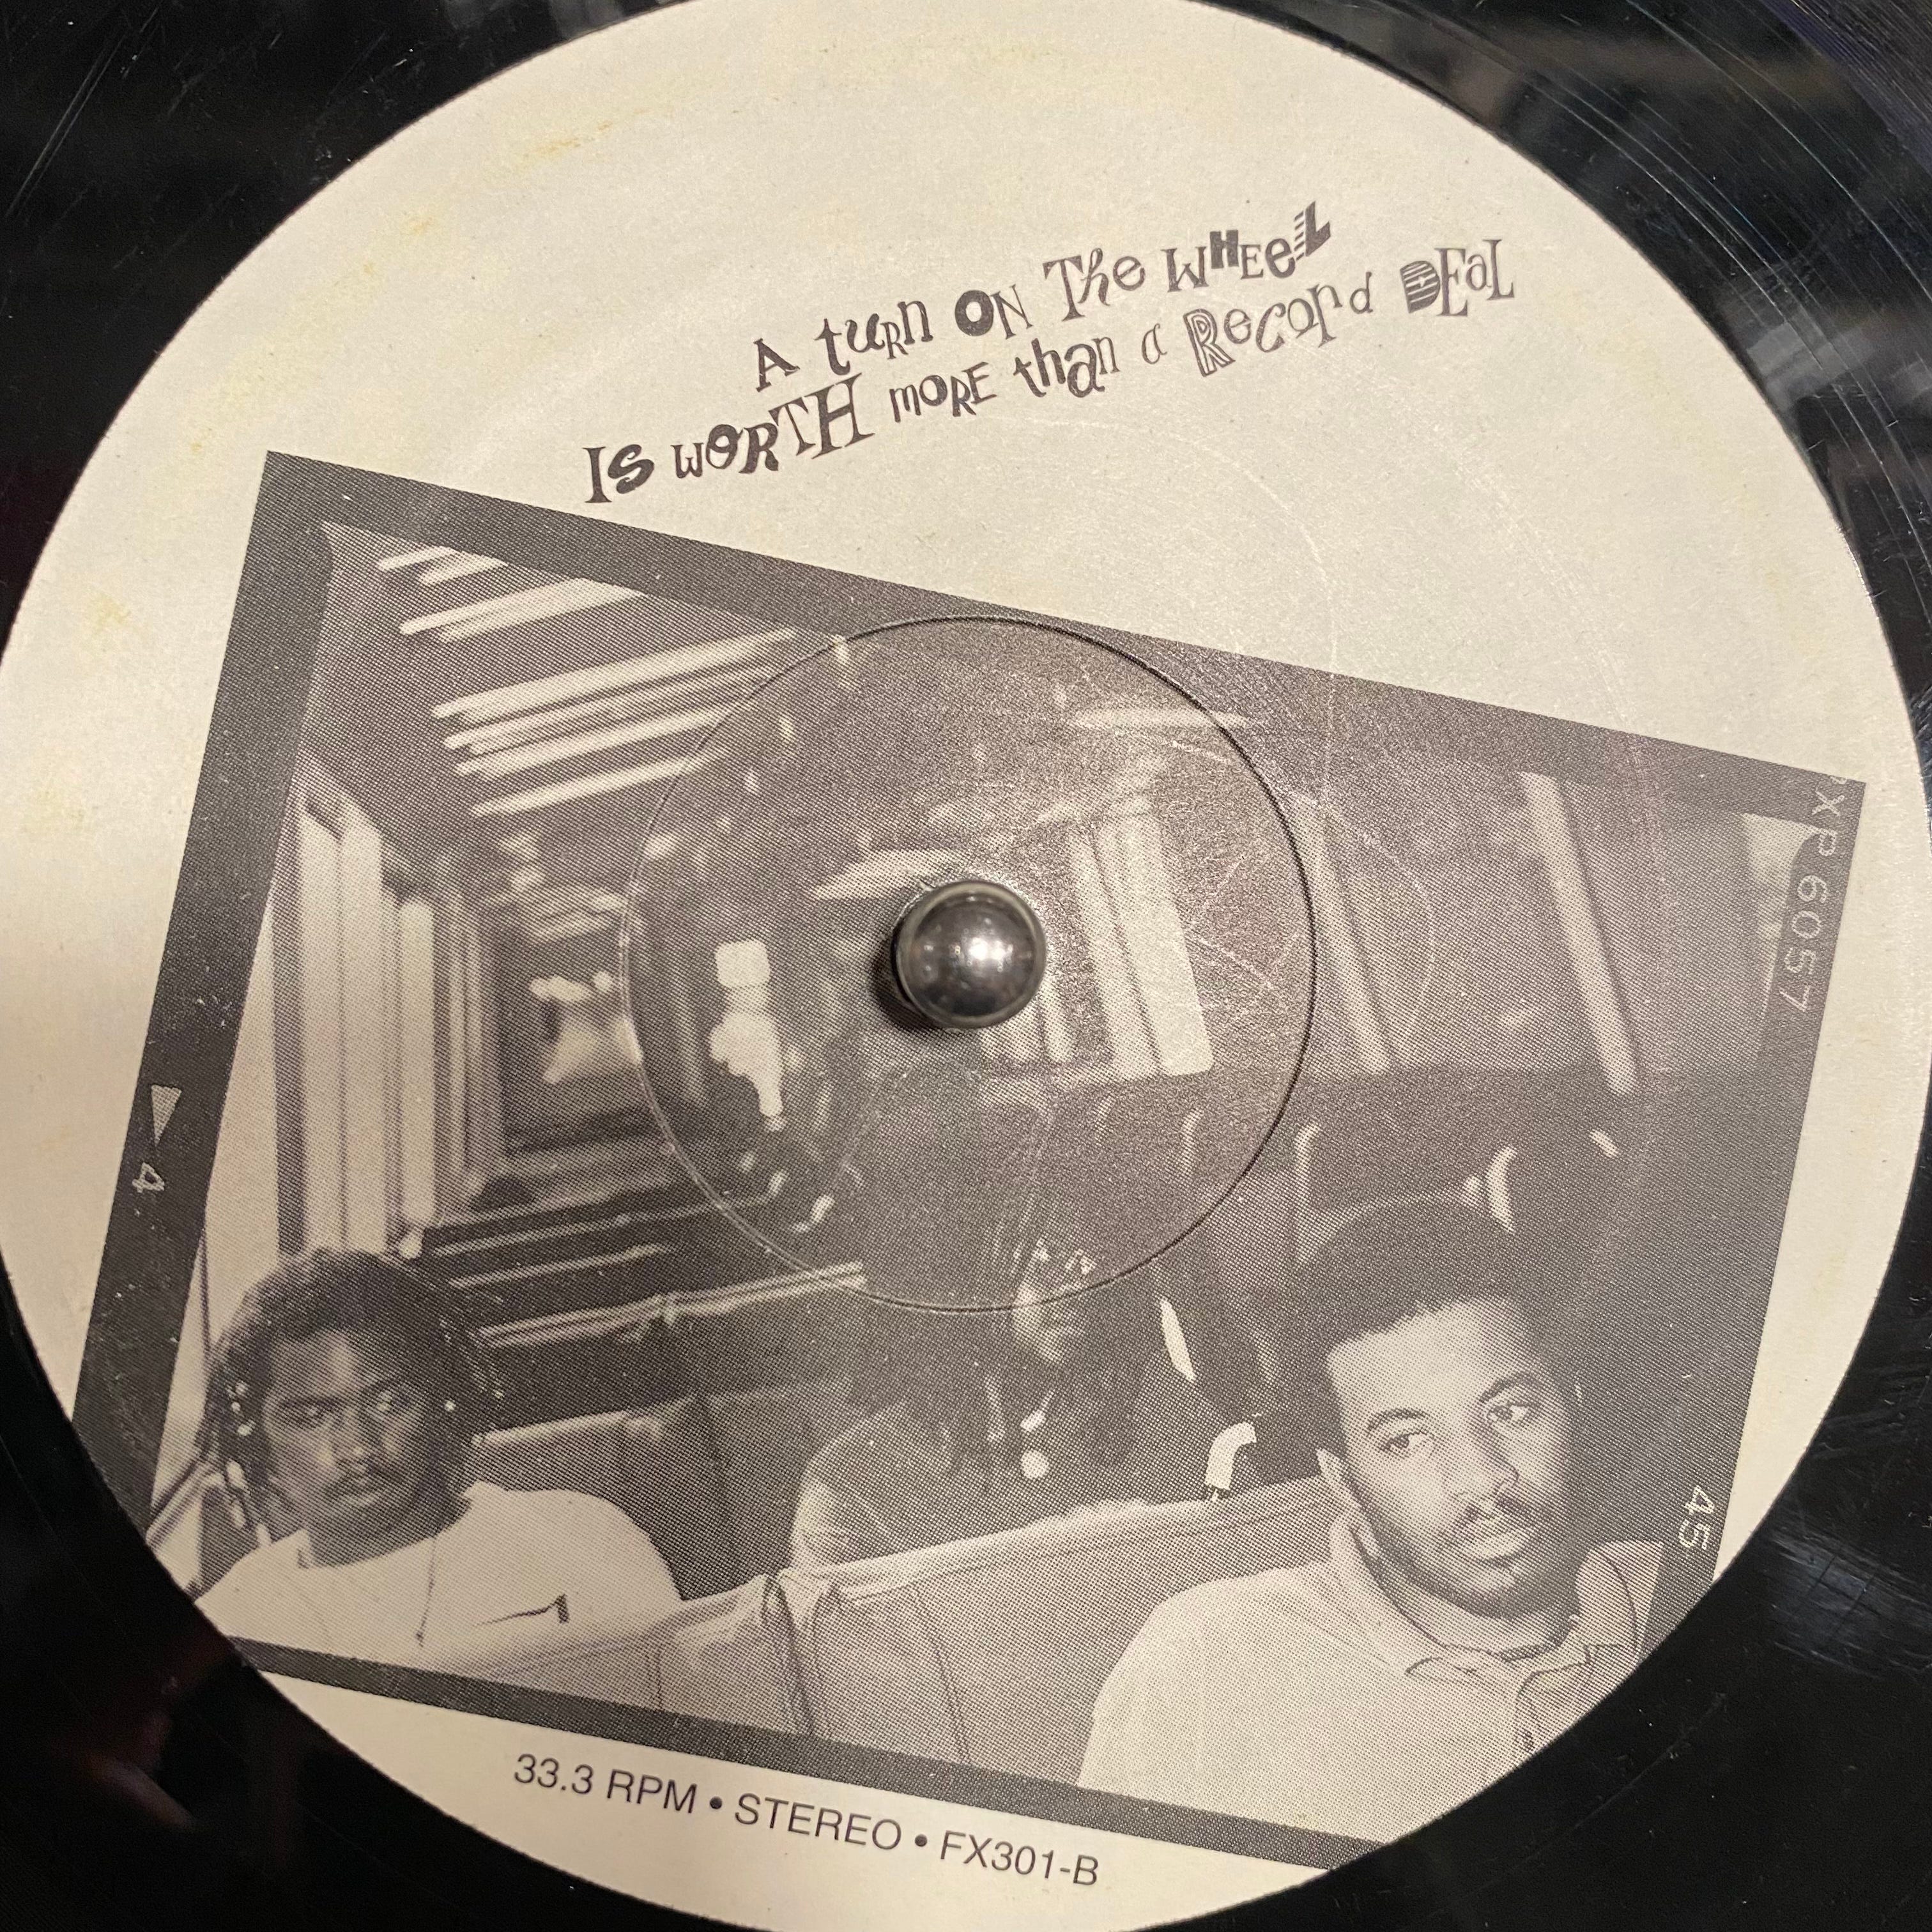 A turn ON The WHEEL
IS WORTH moRE than a Record DEaL
XP 6057
4
45
33.3 RPM • STEREO • FX301-B